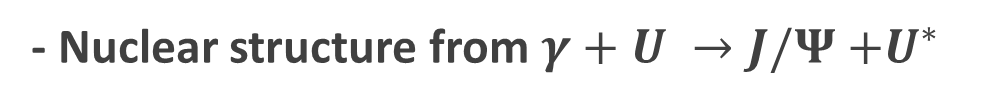 - Nuclear structure from γ + U → J/Ψ +U*